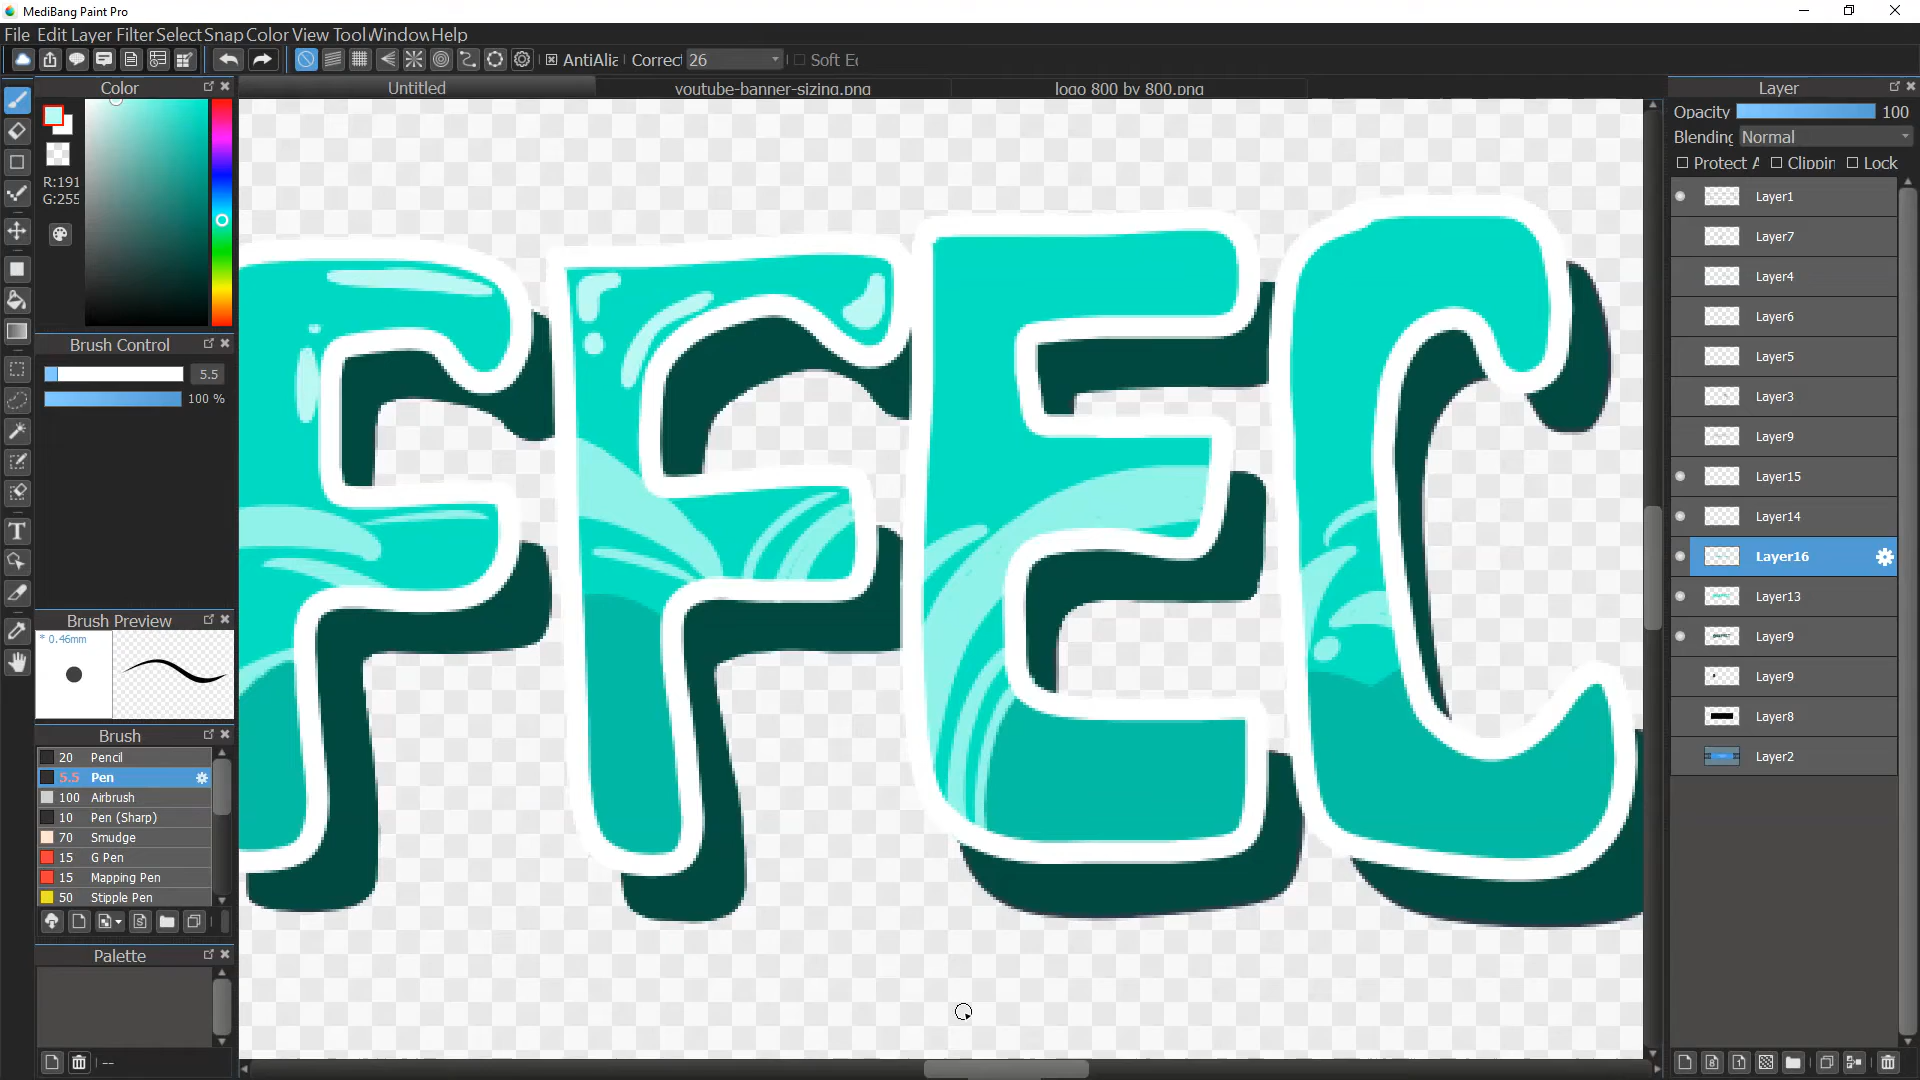 MediBang Paint Pro
File Edit Layer Filter Select Snap Color View Tool Window Help
AntiAlia Correct 26 Soft Ed
Color
Untitled
youtube-banner-sizing.png
logo 800 by 800.png
Layer
R:191
G:255
Opacity 100
Blending Normal
Protect A Clippin Lock
Brush Control
5.5
100 %
Brush Preview
* 0.46mm
Brush
20 Pencil
5.5 Pen
100 Airbrush
10 Pen (Sharp)
70 Smudge
15 G Pen
15 Mapping Pen
50 Stipple Pen
Palette
--
FFEC
Layer1
Layer7
Layer4
Layer6
Layer5
Layer3
Layer9
Layer15
Layer14
Layer16
Layer13
Layer9
Layer9
Layer8
Layer2